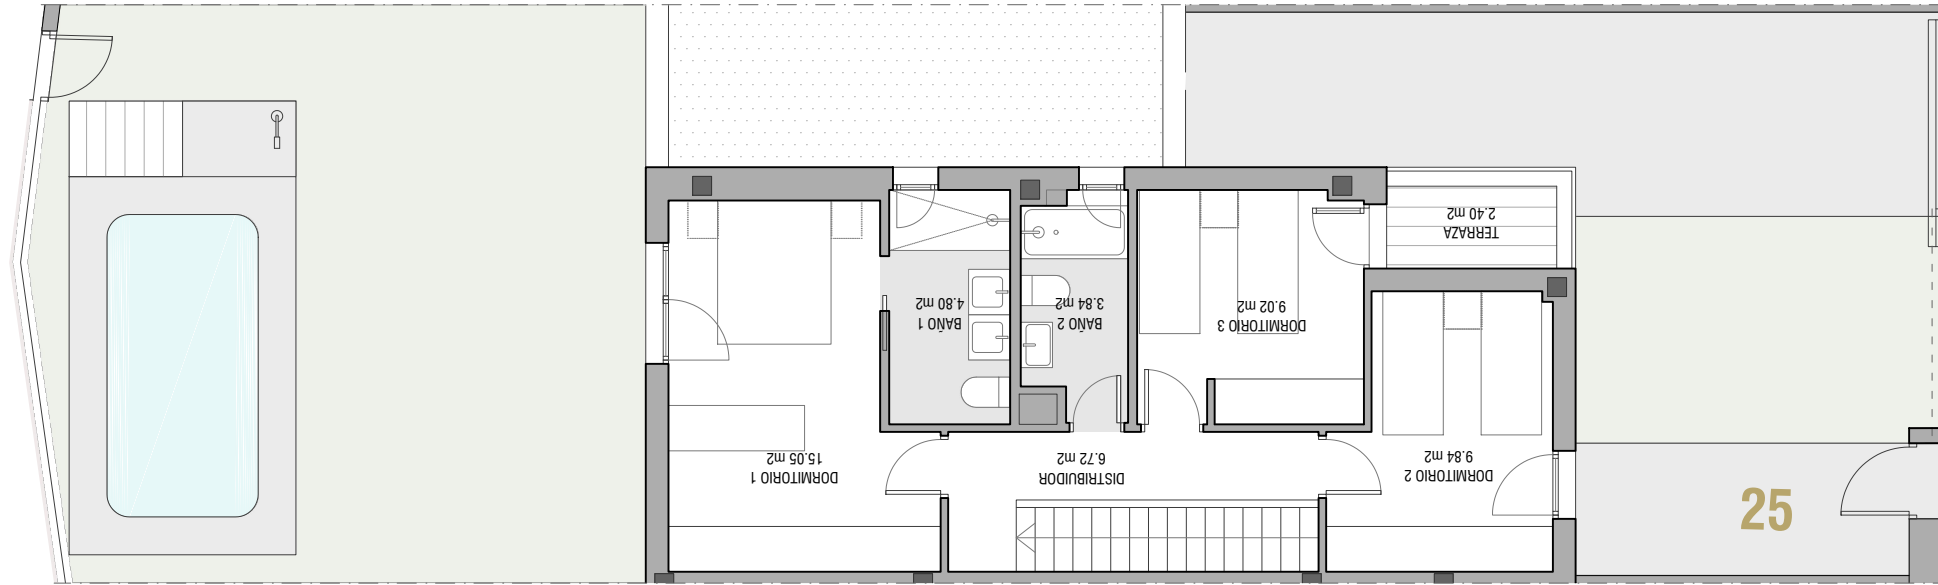 TERRAZA
2.40 m2
BAÑO 1
4.80 m2
BAÑO 2
3.84 m2
DORMITORIO 3
9.02 m2
DORMITORIO 1
15.05 m2
DISTRIBUIDOR
6.72 m2
DORMITORIO 2
9.84 m2
25